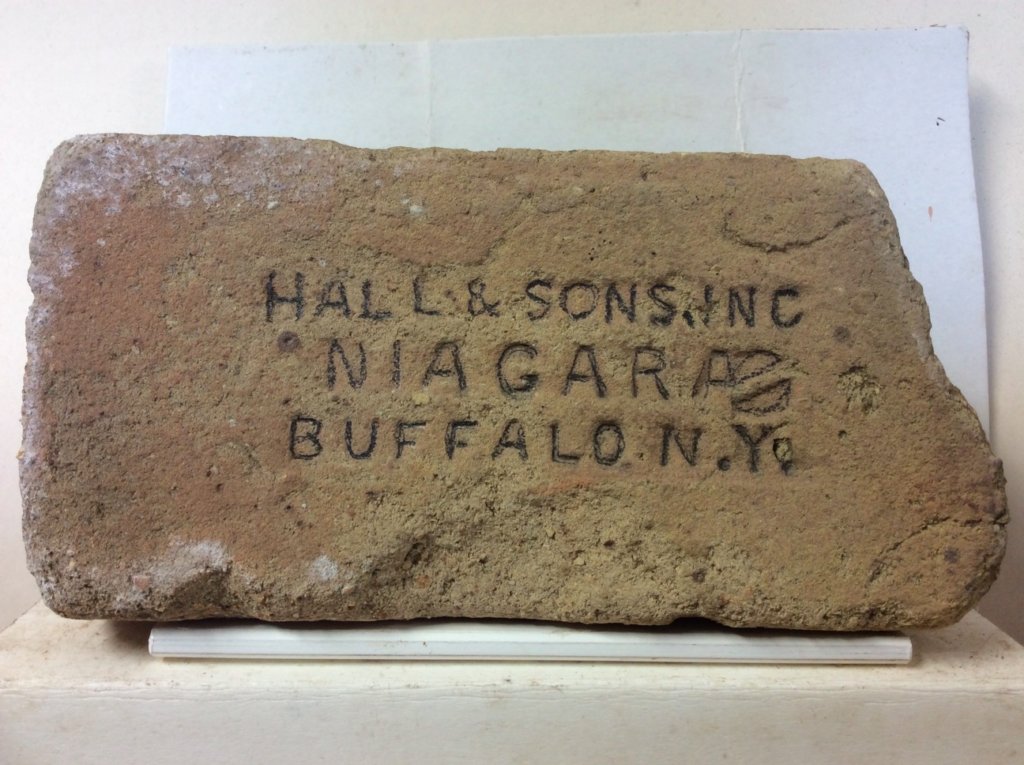 HALL & SONS. INC
NIAGARA
BUFFALO. N.Y.